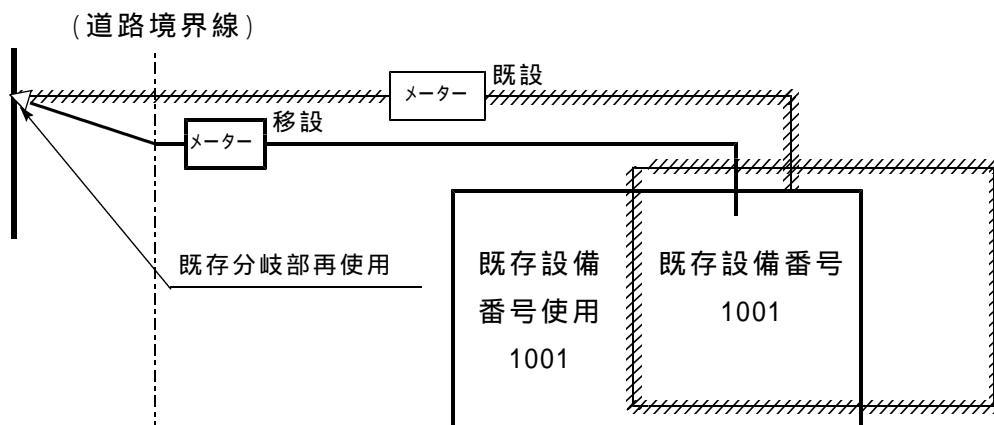 (道路境界線)
メーター
既設
メーター
移設
既存分岐部再使用
既存設備
番号使用
1001
既存設備番号
1001